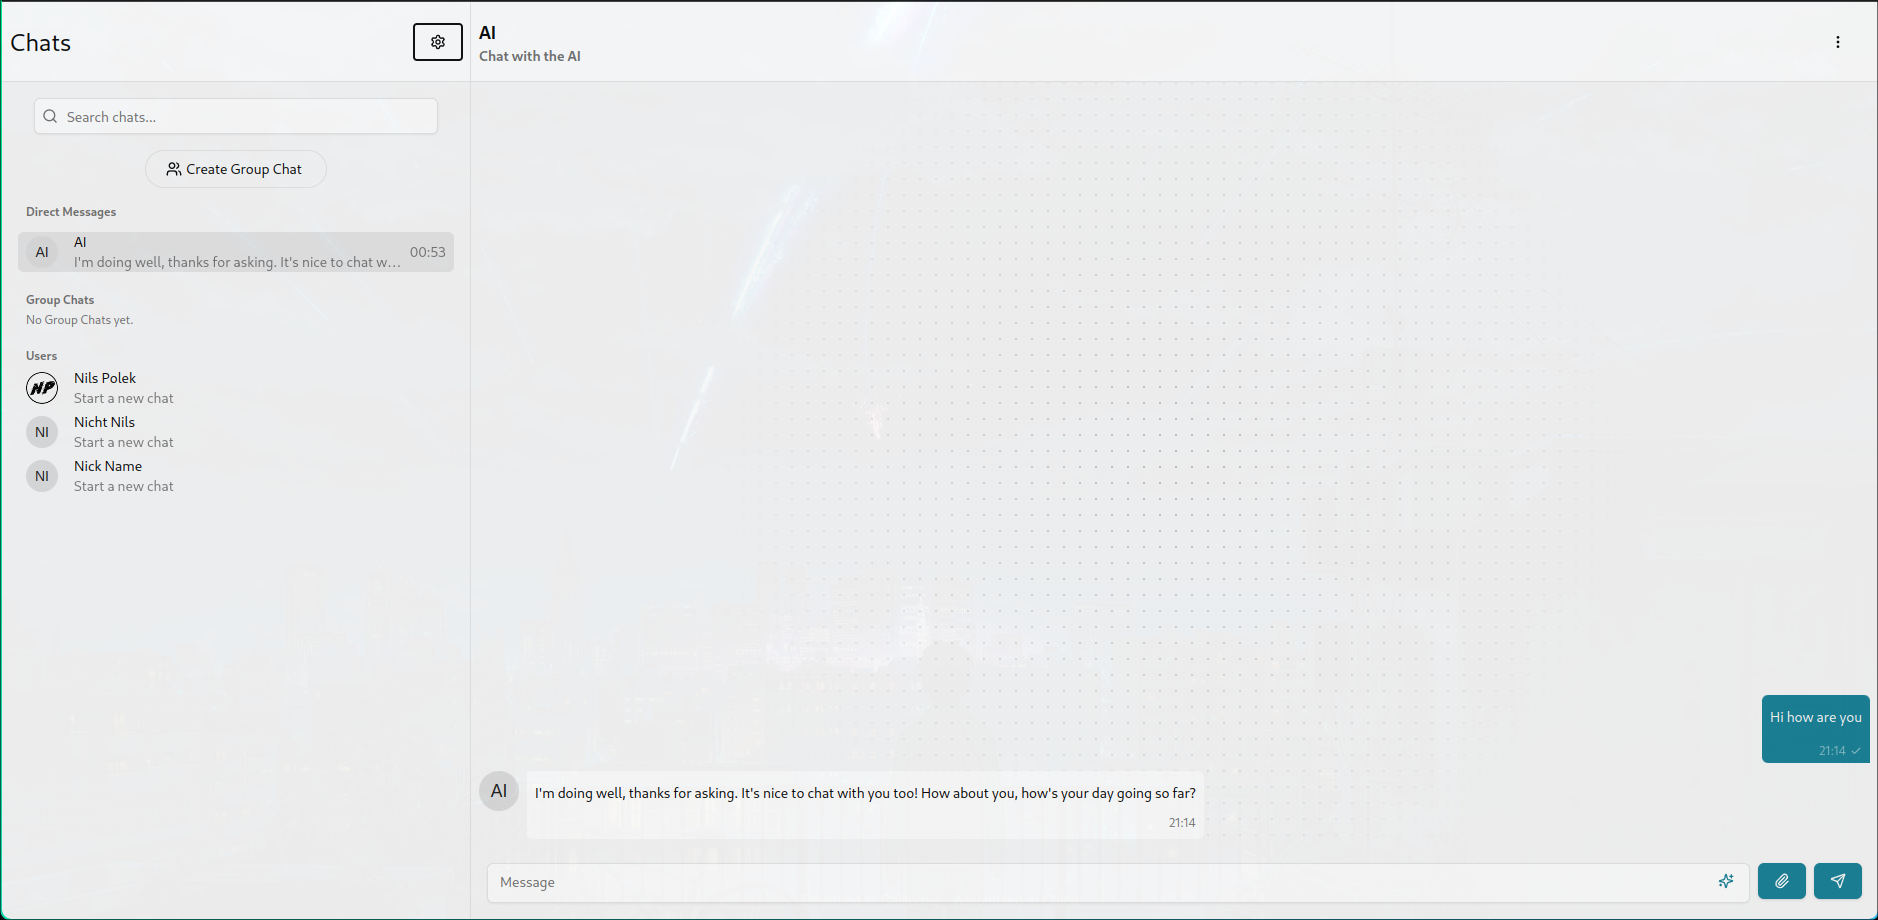 Chats
Search chats...
Create Group Chat
Direct Messages
AI
AI
I'm doing well, thanks for asking. It's nice to chat w...
00:53
Group Chats
No Group Chats yet.
Users
NP
Nils Polek
Start a new chat
NI
Nicht Nils
Start a new chat
NI
Nick Name
Start a new chat
AI
Chat with the AI
Hi how are you
21:14
AI
I'm doing well, thanks for asking. It's nice to chat with you too! How about you, how's your day going so far?
21:14
Message